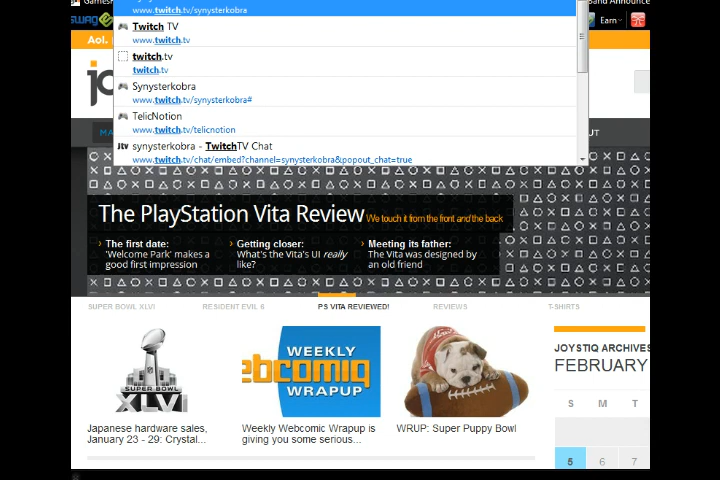 www.twitch.tv/synysterkobra
Twitch TV
www.twitch.tv
twitch.tv
twitch.tv
Synysterkobra
www.twitch.tv/synysterkobra#
TelicNotion
www.twitch.tv/telicnotion
synysterkobra - TwitchTV Chat
www.twitch.tv/chat/embed?channel=synysterkobra&popout_chat=true
Band Announce
Earn
Aol.
jo
MA
UT
The PlayStation Vita Review We touch it from the front and the back
› The first date:
'Welcome Park' makes a
good first impression
› Getting closer:
What's the Vita's UI really
like?
› Meeting its father:
The Vita was designed by
an old friend
SUPER BOWL XLVI
RESIDENT EVIL 6
PS VITA REVIEWED!
REVIEWS
T-SHIRTS
SUPER BOWL
XLVI
Japanese hardware sales,
January 23 - 29: Crystal...
WEEKLY
ebcomiq
WRAPUP
Weekly Webcomic Wrapup is
giving you some serious...
WRUP: Super Puppy Bowl
JOYSTIQ ARCHIVES
FEBRUARY
S M T
5 6 7